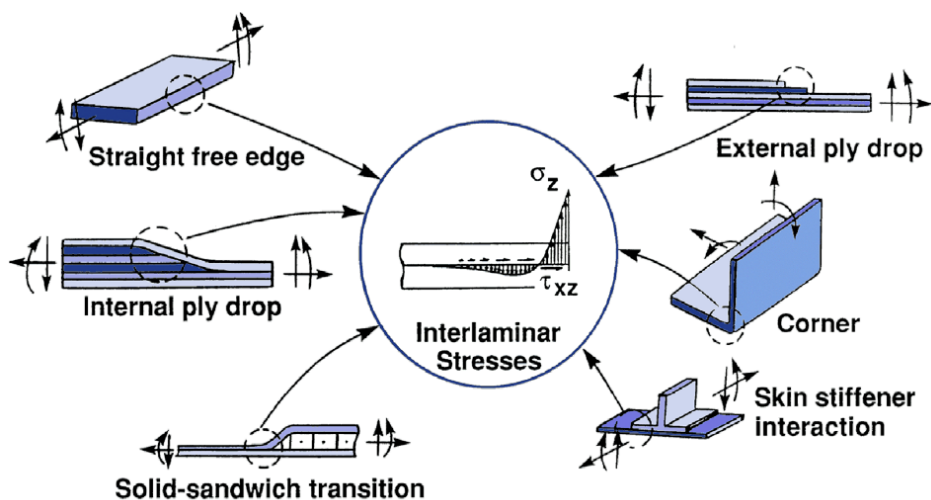 Straight free edge
External ply drop
σz
τxz
Interlaminar
Stresses
Internal ply drop
Corner
Skin stiffener
interaction
Solid-sandwich transition